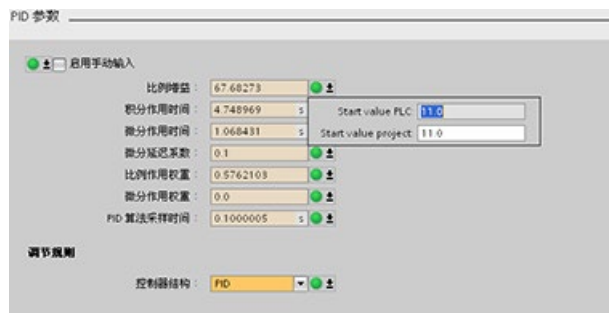 PID 参数
启用手动输入
比例增益： 67.68273
积分作用时间： 4.748969 s
Start value PLC 11.0
微分作用时间： 1.068431 s
Start value project 11.0
微分延迟系数： 0.1
比例作用权重： 0.5762103
微分作用权重： 0.0
PID 算法采样时间： 0.1000005 s
调节规则
控制器结构： PID